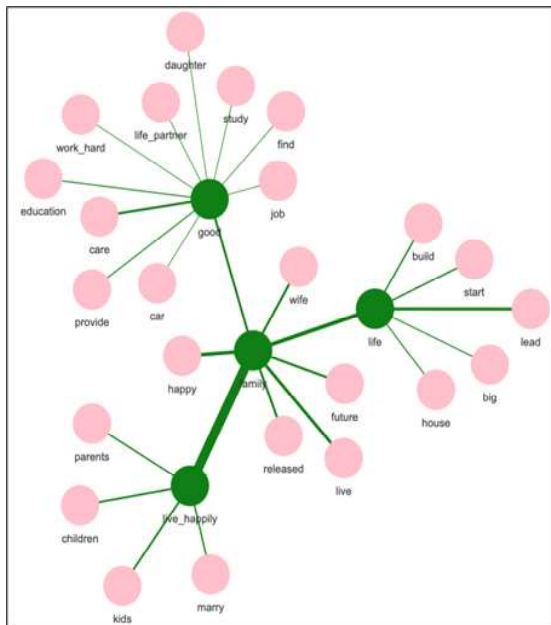 daughter
life_partner
study
work_hard
find
education
job
care
good
car
provide
build
start
wife
lead
life
happy
amily
big
future
house
released
live
parents
live_happily
children
marry
kids